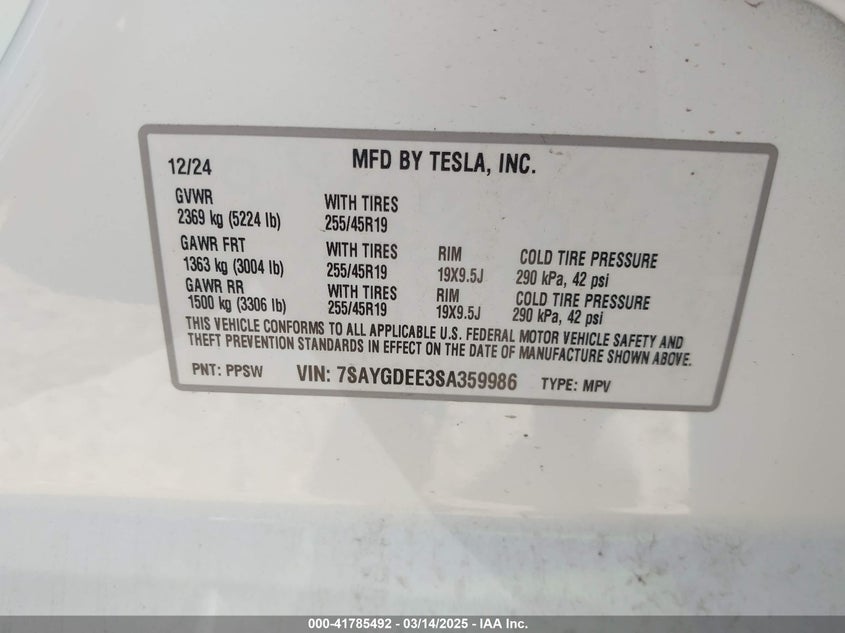 12/24 MFD BY TESLA, INC.
GVWR WITH TIRES
2369 kg (5224 lb) 255/45R19
GAWR FRT WITH TIRES RIM COLD TIRE PRESSURE
1363 kg (3004 lb) 255/45R19 19X9.5J 290 kPa, 42 psi
GAWR RR WITH TIRES RIM COLD TIRE PRESSURE
1500 kg (3306 lb) 255/45R19 19X9.5J 290 kPa, 42 psi
THIS VEHICLE CONFORMS TO ALL APPLICABLE U.S. FEDERAL MOTOR VEHICLE SAFETY AND
THEFT PREVENTION STANDARDS IN EFFECT ON THE DATE OF MANUFACTURE SHOWN ABOVE.
PNT: PPSW VIN: 7SAYGDEE3SA359986 TYPE: MPV
000-41785492 - 03/14/2025 - IAA Inc.